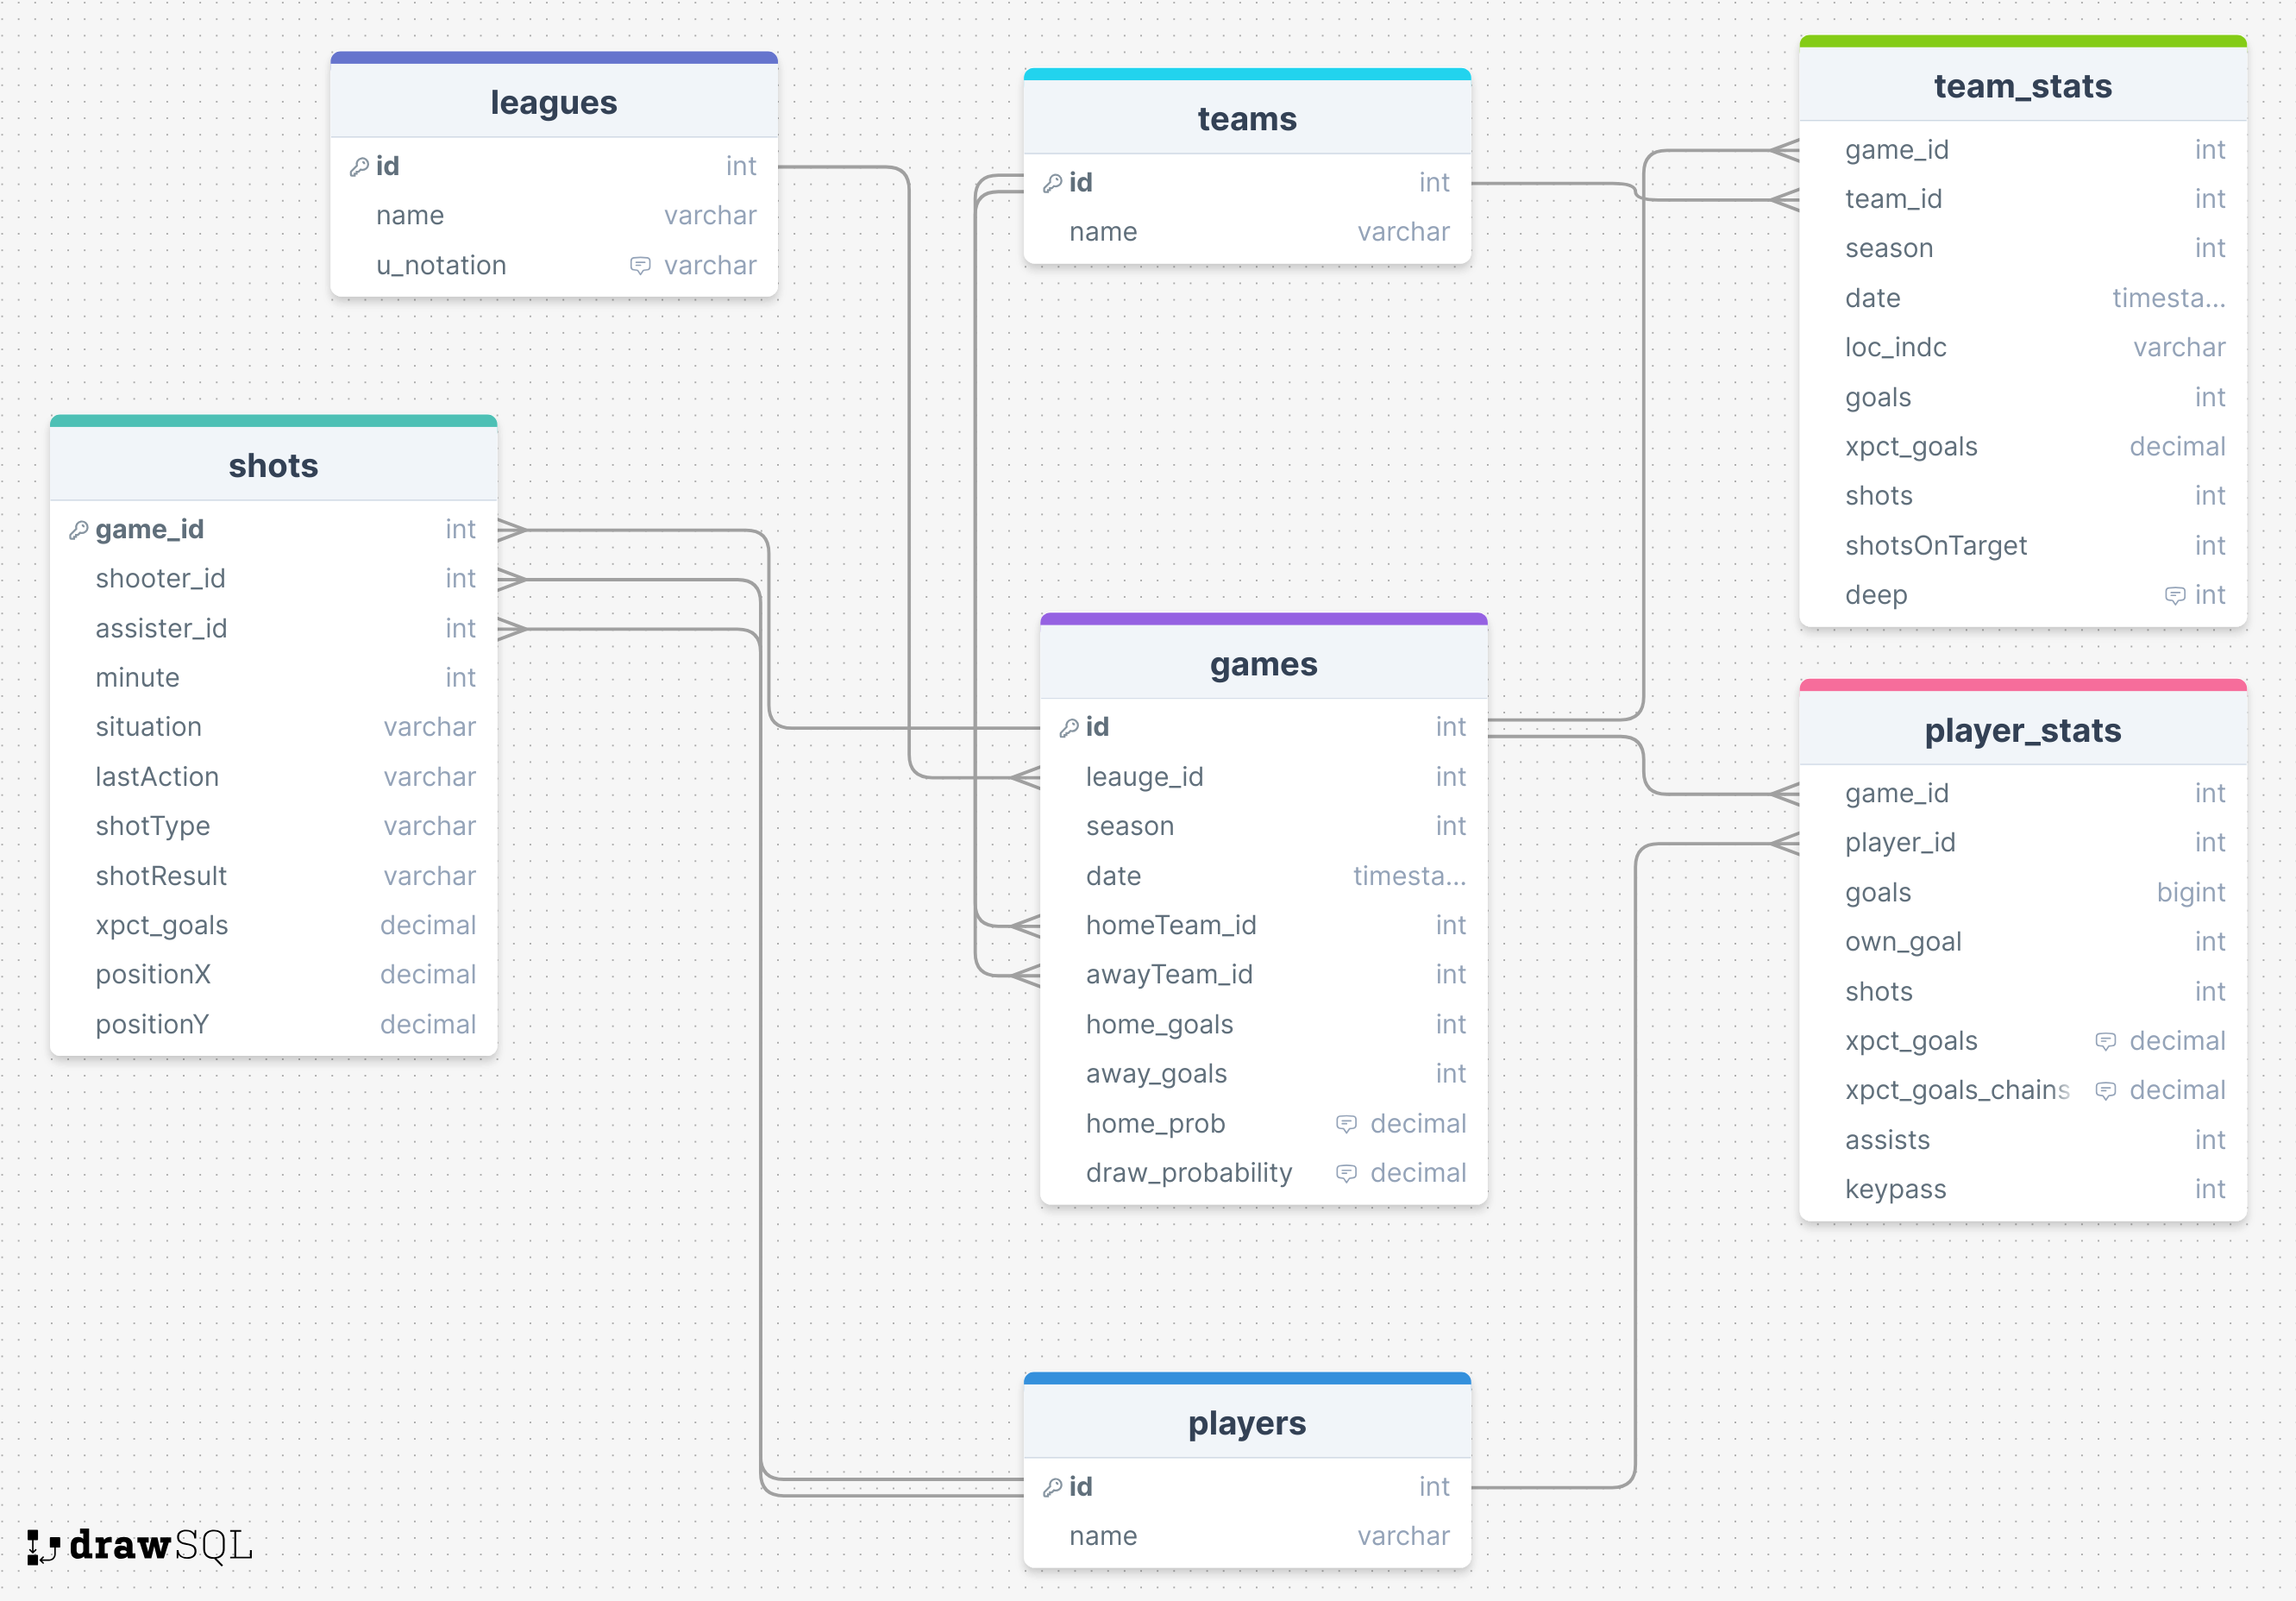 leagues
id int
name varchar
u_notation varchar
teams
id int
name varchar
team_stats
game_id int
team_id int
season int
date timesta...
loc_indc varchar
goals int
xpct_goals decimal
shots int
shotsOnTarget int
deep int
shots
game_id int
shooter_id int
assister_id int
minute int
situation varchar
lastAction varchar
shotType varchar
shotResult varchar
xpct_goals decimal
positionX decimal
positionY decimal
games
id int
leauge_id int
season int
date timesta...
homeTeam_id int
awayTeam_id int
home_goals int
away_goals int
home_prob decimal
draw_probability decimal
player_stats
game_id int
player_id int
goals bigint
own_goal int
shots int
xpct_goals decimal
xpct_goals_chains decimal
assists int
keypass int
players
id int
name varchar
drawSQL